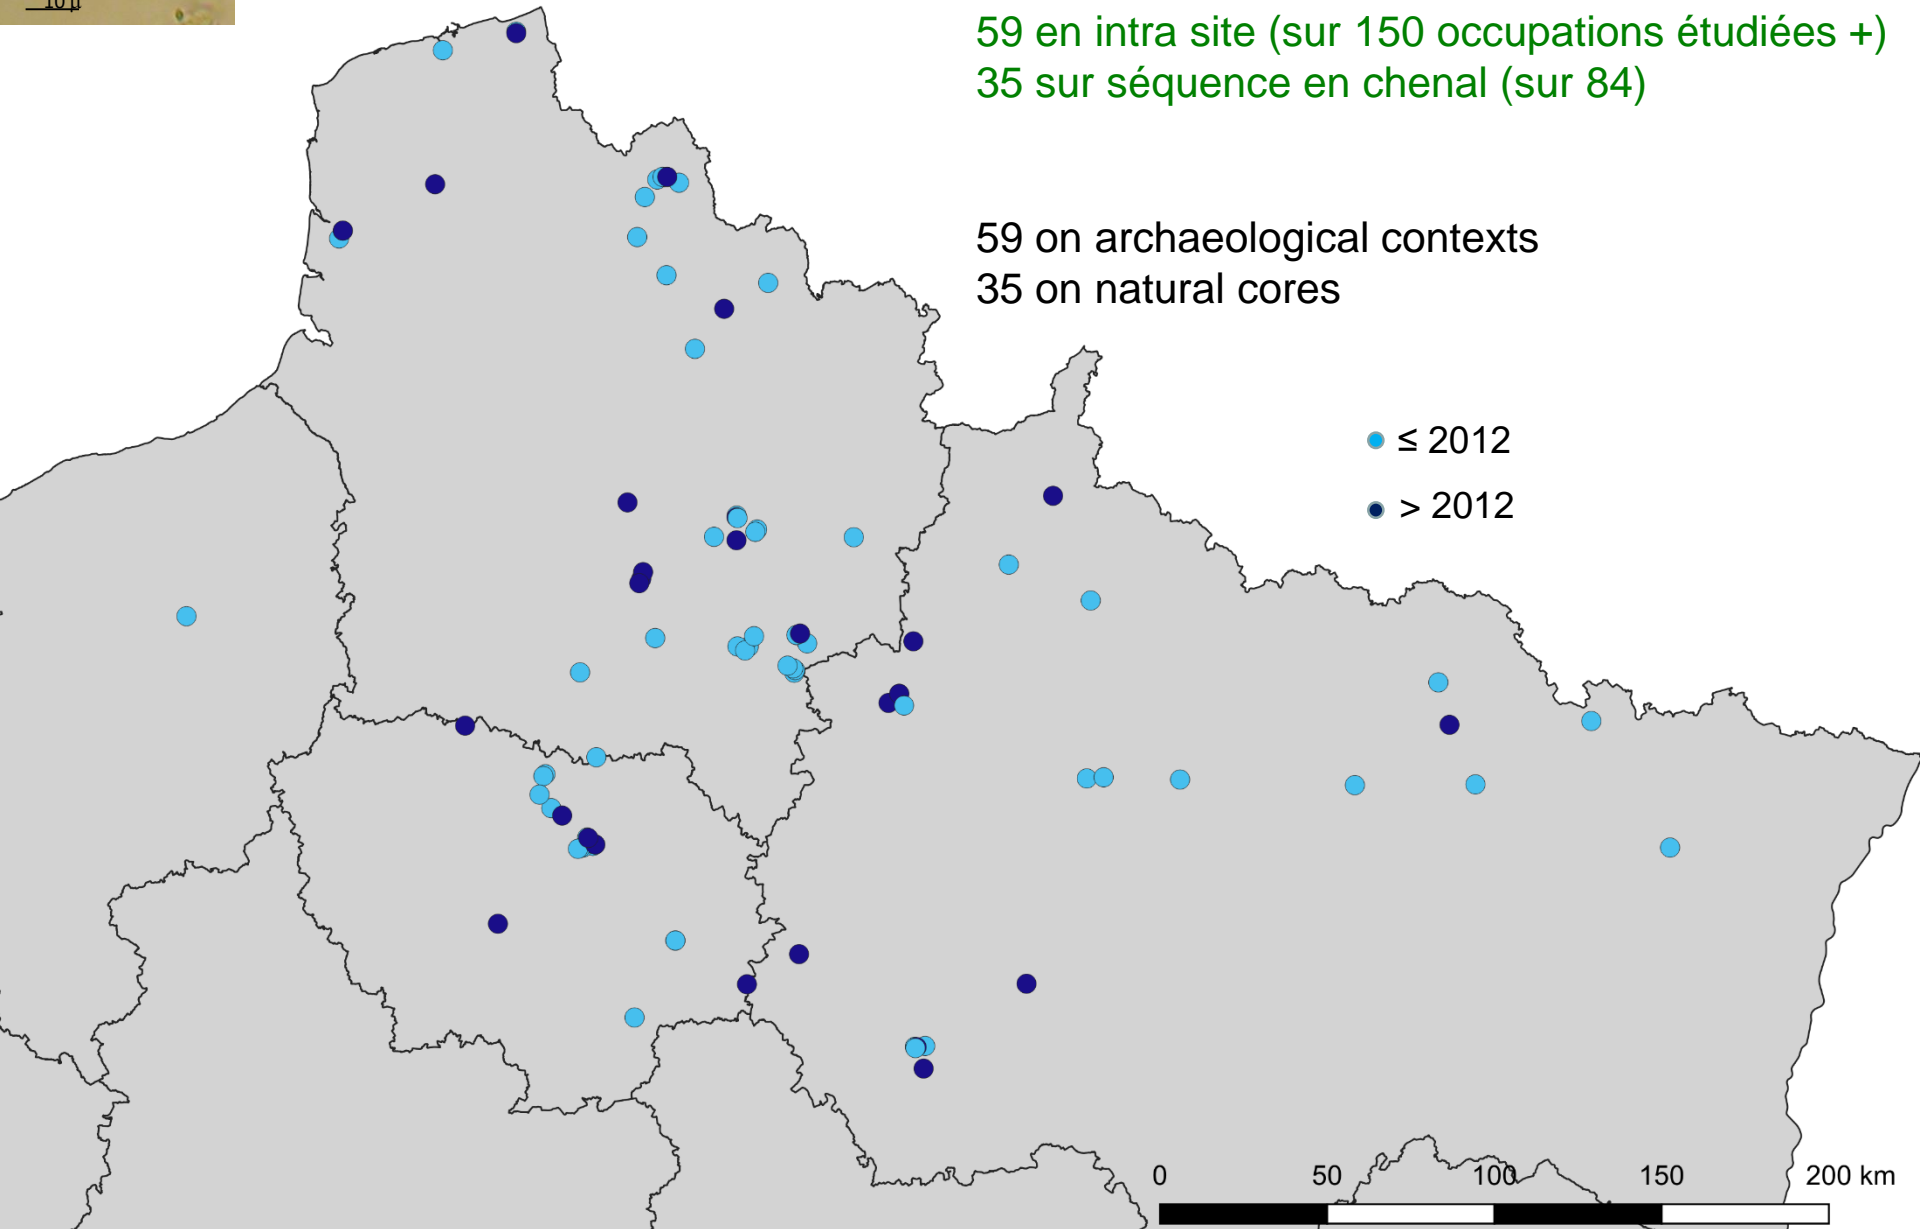 10 µ
59 en intra site (sur 150 occupations étudiées +)
35 sur séquence en chenal (sur 84)
59 on archaeological contexts
35 on natural cores
≤ 2012
> 2012
0 50 100 150 200 km